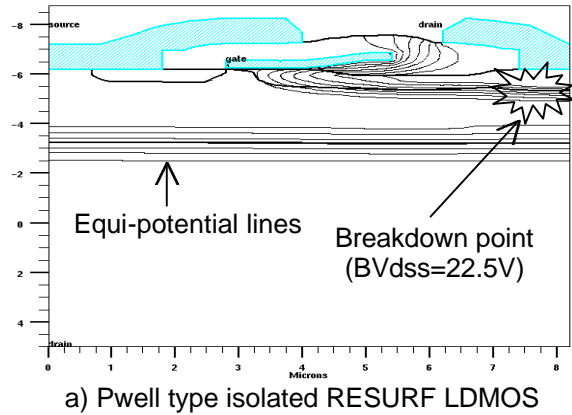 -8
source
drain
gate
-6
-4
-2
Equi-potential lines
Breakdown point
(BVdss=22.5V)
0
2
4
drain
0
1
2
3
4
5
6
7
8
Microns
a) Pwell type isolated RESURF LDMOS